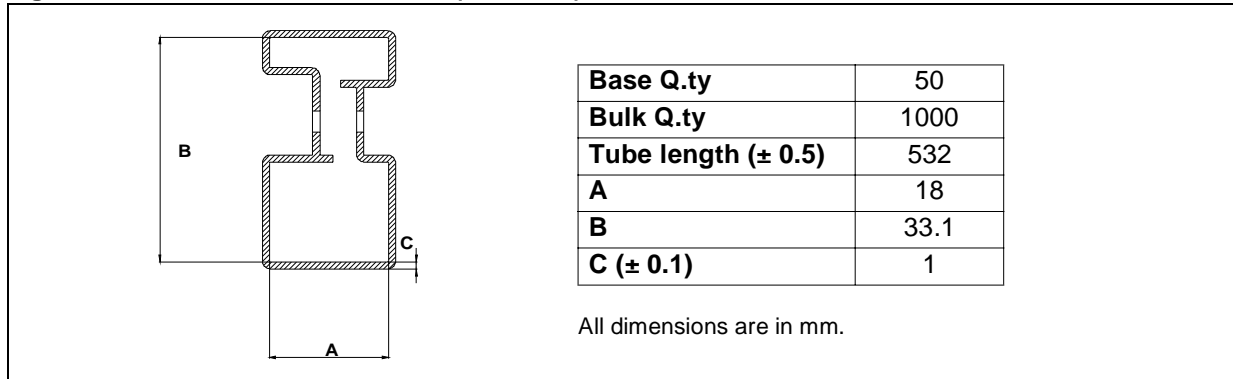 B
C
A
Base Q.ty 50
Bulk Q.ty 1000
Tube length (± 0.5) 532
A 18
B 33.1
C (± 0.1) 1
All dimensions are in mm.